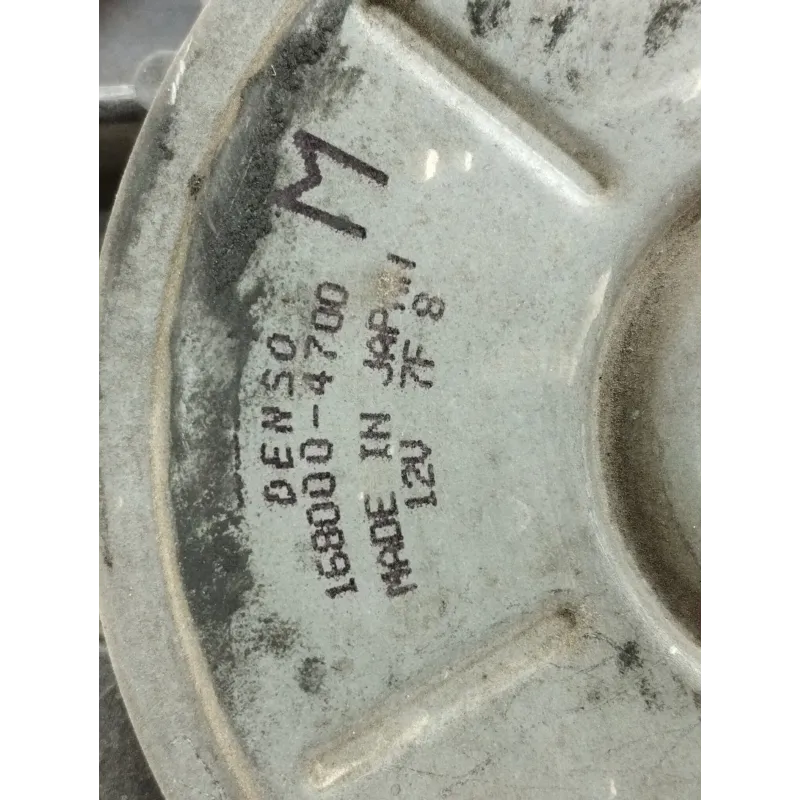 M
DENSO
168000-4700
MADE IN JAPAN
12V 7F 8